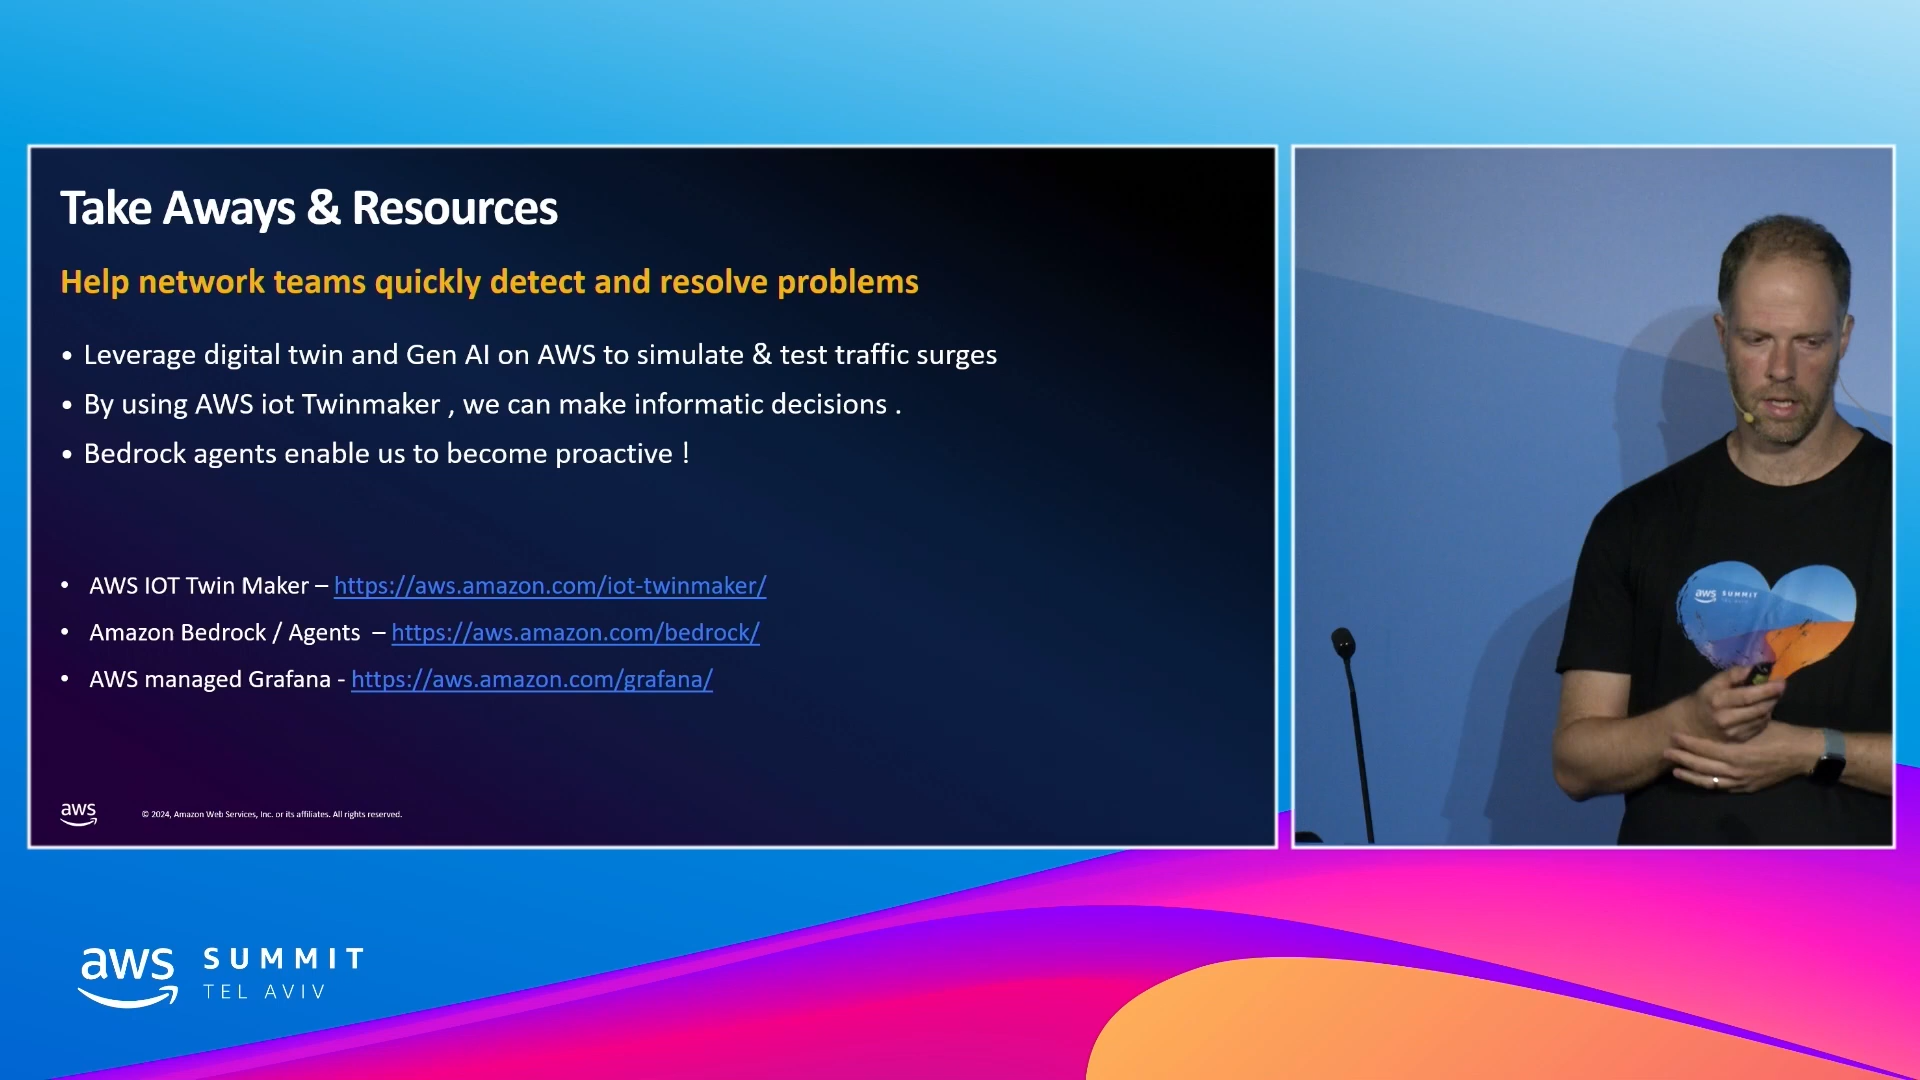 Take Aways & Resources
Help network teams quickly detect and resolve problems
• Leverage digital twin and Gen AI on AWS to simulate & test traffic surges
• By using AWS iot Twinmaker , we can make informatic decisions .
• Bedrock agents enable us to become proactive !
• AWS IOT Twin Maker – https://aws.amazon.com/iot-twinmaker/
• Amazon Bedrock / Agents – https://aws.amazon.com/bedrock/
• AWS managed Grafana - https://aws.amazon.com/grafana/
aws
© 2024, Amazon Web Services, Inc. or its affiliates. All rights reserved.
aws SUMMIT
TEL AVIV
aws SUMMIT
TEL AVIV